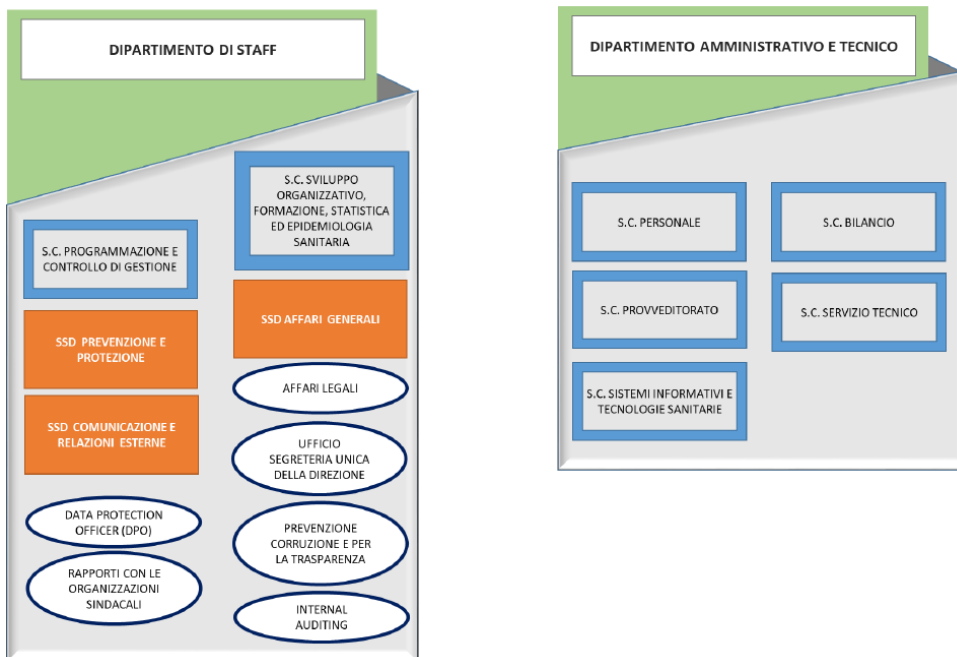 DIPARTIMENTO DI STAFF
S.C. PROGRAMMAZIONE E
CONTROLLO DI GESTIONE
SSD PREVENZIONE E
PROTEZIONE
SSD COMUNICAZIONE E
RELAZIONI ESTERNE
DATA PROTECTION
OFFICER (DPO)
RAPPORTI CON LE
ORGANIZZAZIONI
SINDACALI
S.C. SVILUPPO
ORGANIZZATIVO,
FORMAZIONE, STATISTICA
ED EPIDEMIOLOGIA
SANITARIA
SSD AFFARI GENERALI
AFFARI LEGALI
UFFICIO
SEGRETERIA UNICA
DELLA DIREZIONE
PREVENZIONE
CORRUZIONE E PER
LA TRASPARENZA
INTERNAL
AUDITING
DIPARTIMENTO AMMINISTRATIVO E TECNICO
S.C. PERSONALE
S.C. BILANCIO
S.C. PROVVEDITORATO
S.C. SERVIZIO TECNICO
S.C. SISTEMI INFORMATIVI E
TECNOLOGIE SANITARIE